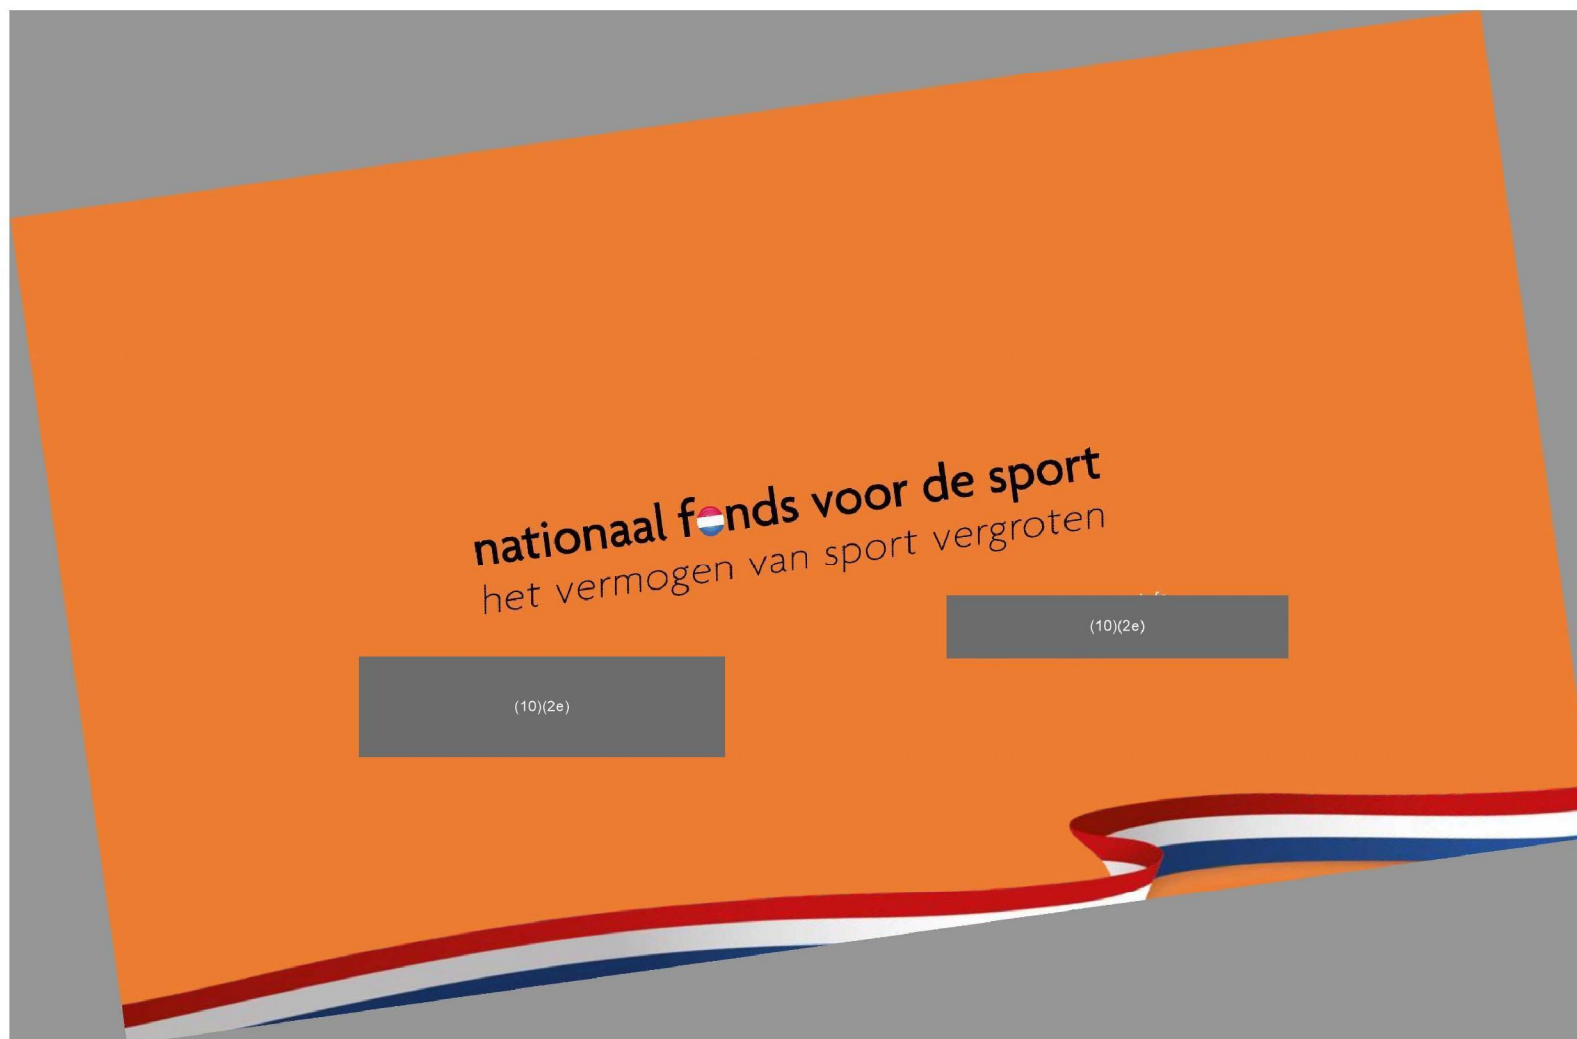 nationaal fonds voor de sport
het vermogen van sport vergroten
(10)(2e)
(10)(2e)